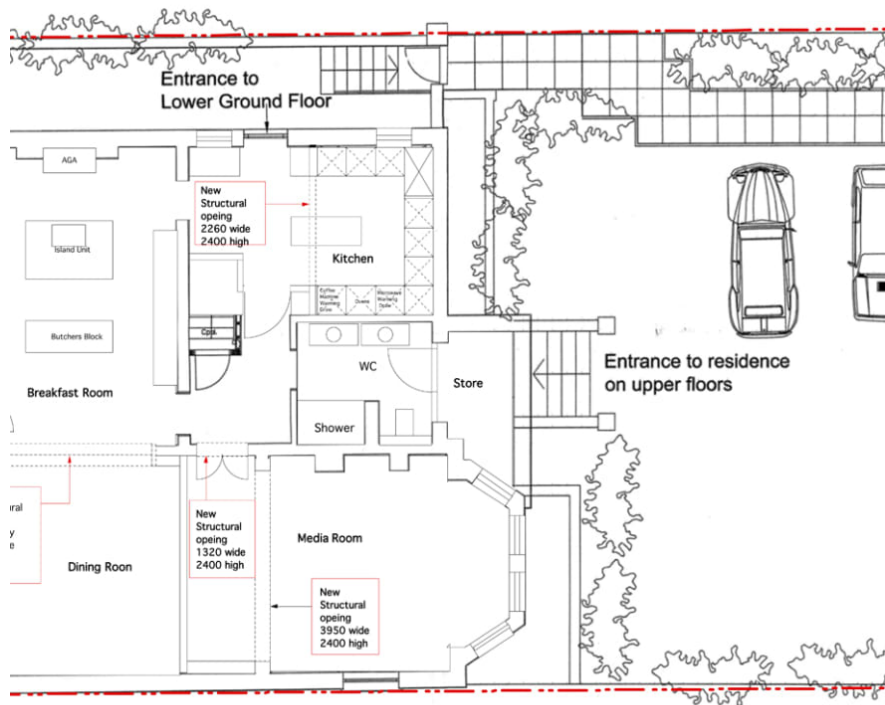 Entrance to
Lower Ground Floor
AGA
New
Structural
opeing
2260 wide
2400 high
Island Unit
Kitchen
Butchers Block
Cpd.
WC
Breakfast Room
Store
Shower
Entrance to residence
on upper floors
New
Structural
opeing
1320 wide
2400 high
Media Room
Dining Roon
New
Structural
opeing
3950 wide
2400 high